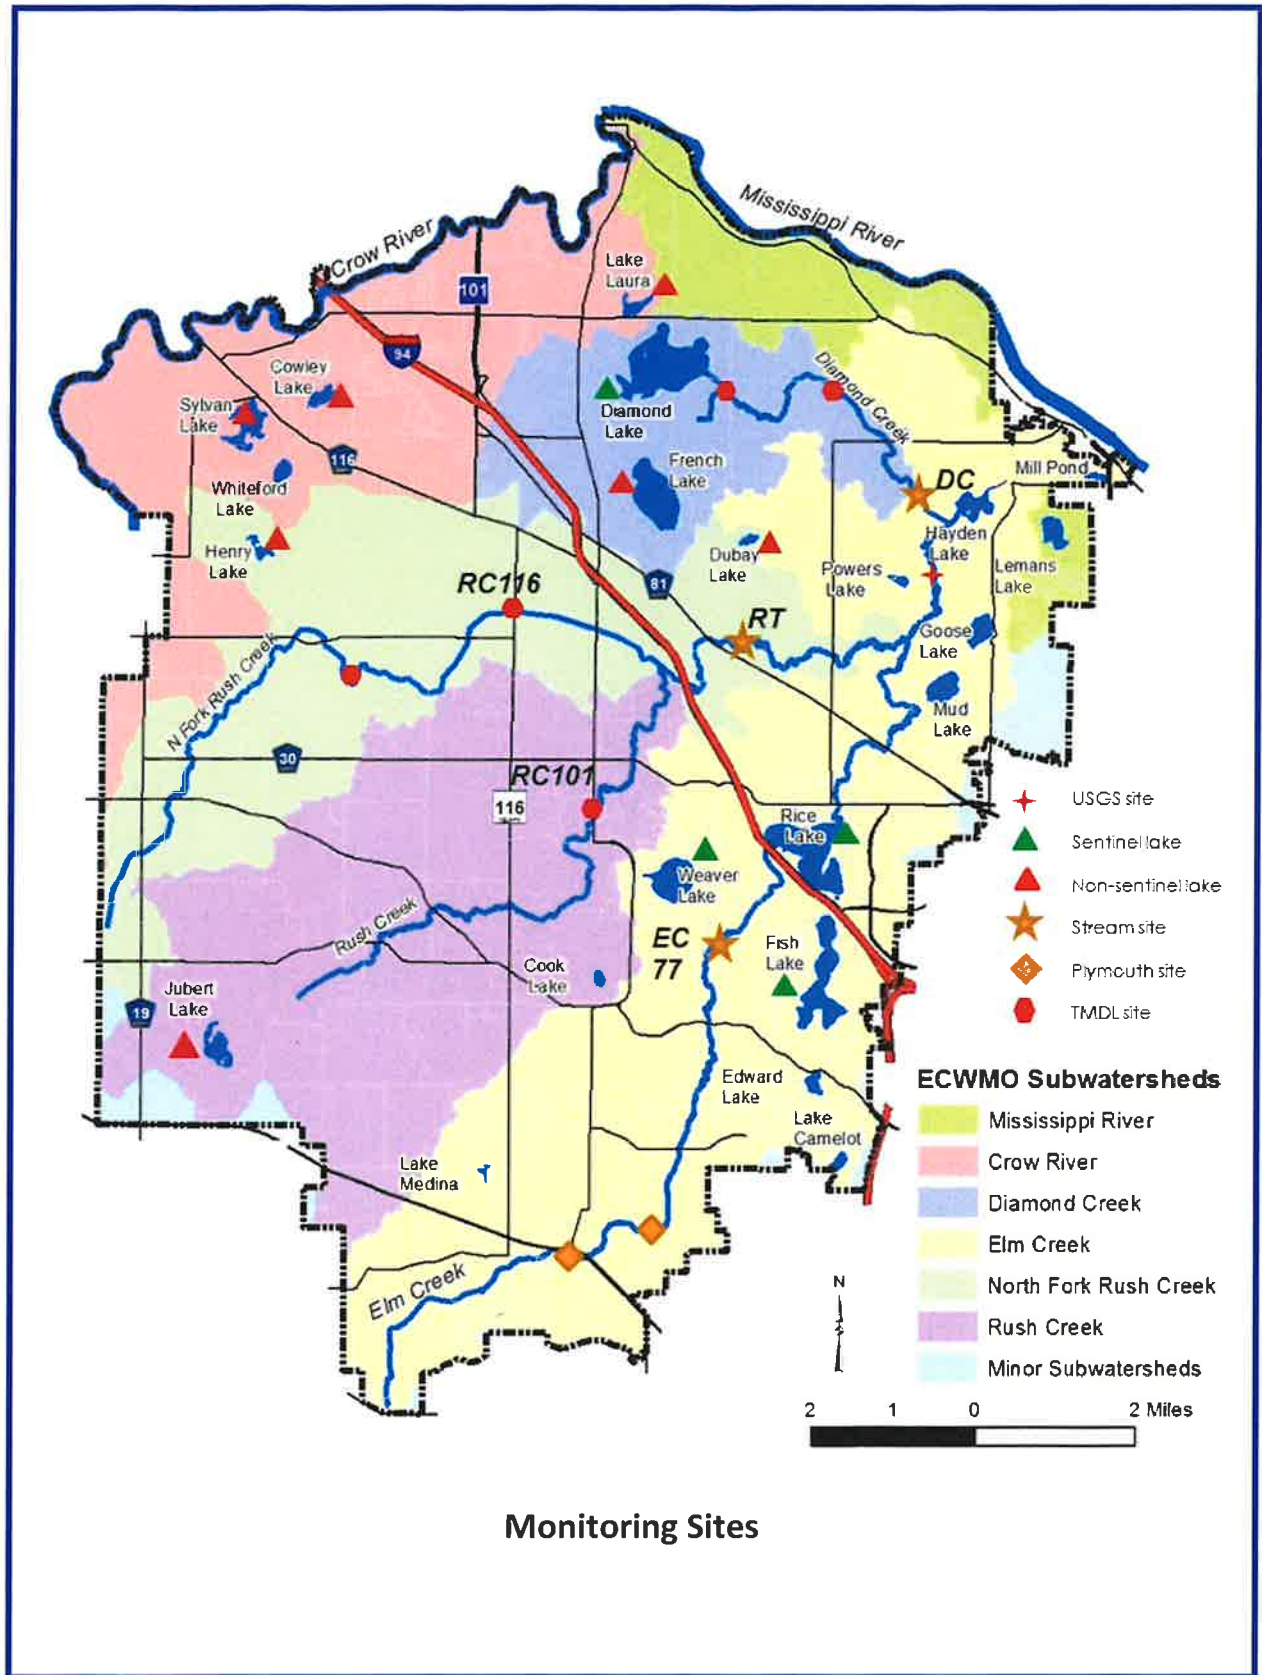 Mississippi River
Crow River
Lake
Laura
101
94
Cowley
Lake
Sylvan
Lake
Diamond Creek
Diamond
Lake
116
French
Lake
DC
Mill Pond
Whiteford
Lake
Hayden
Lake
Henry
Lake
Dubay
Lake
Powers
Lake
Lemans
Lake
RC116
81
RT
Goose
Lake
N Fork Rush Creek
Mud
Lake
30
RC101
116
Rice
Lake
Weaver
Lake
Rush Creek
EC
77
Fish
Lake
Cook
Lake
Jubert
Lake
19
Edward
Lake
Lake
Camelot
Lake
Medina
Elm Creek
USGS site
Sentinel lake
Non-sentinel lake
Stream site
Plymouth site
TMDL site
ECWMO Subwatersheds
Mississippi River
Crow River
Diamond Creek
Elm Creek
North Fork Rush Creek
Rush Creek
Minor Subwatersheds
N
2 1 0 2 Miles
Monitoring Sites